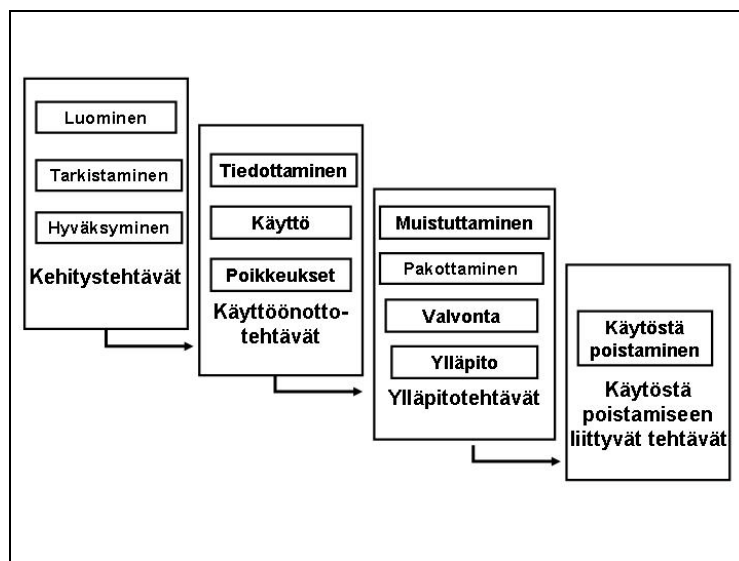 Luominen
Tarkistaminen
Hyväksyminen
Kehitystehtävät
Tiedottaminen
Käyttö
Poikkeukset
Käyttöönotto-
tehtävät
Muistuttaminen
Pakottaminen
Valvonta
Ylläpito
Ylläpitotehtävät
Käytöstä
poistaminen
Käytöstä
poistamiseen
liittyvät tehtävät